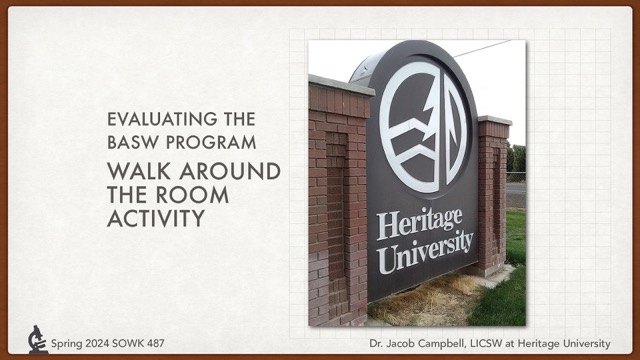 EVALUATING THE
BASW PROGRAM
WALK AROUND
THE ROOM
ACTIVITY
Heritage
University
Spring 2024 SOWK 487
Dr. Jacob Campbell, LICSW at Heritage University